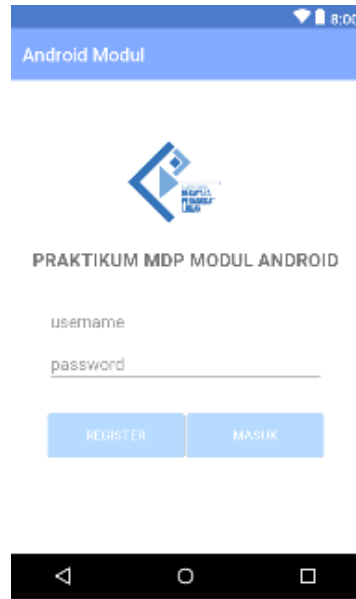 8:00
Android Modul
PRAKTIKUM MDP MODUL ANDROID
username
password
REGISTER MASUK